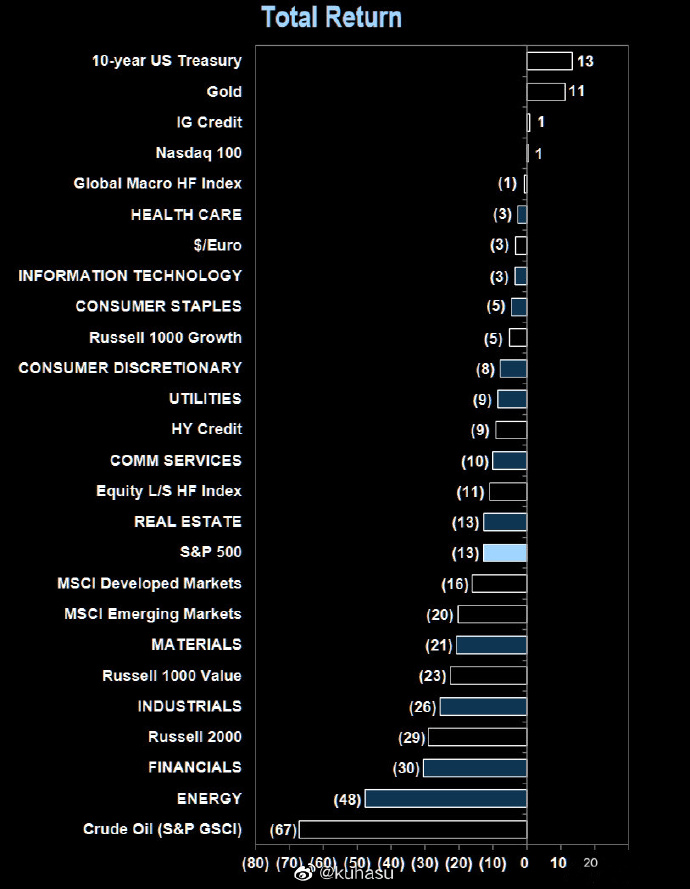 Total Return
10-year US Treasury 13
Gold 11
IG Credit 1
Nasdaq 100 1
Global Macro HF Index (1)
HEALTH CARE (3)
$/Euro (3)
INFORMATION TECHNOLOGY (3)
CONSUMER STAPLES (5)
Russell 1000 Growth (5)
CONSUMER DISCRETIONARY (8)
UTILITIES (9)
HY Credit (9)
COMM SERVICES (10)
Equity L/S HF Index (11)
REAL ESTATE (13)
S&P 500 (13)
MSCI Developed Markets (16)
MSCI Emerging Markets (20)
MATERIALS (21)
Russell 1000 Value (23)
INDUSTRIALS (26)
Russell 2000 (29)
FINANCIALS (30)
ENERGY (48)
Crude Oil (S&P GSCI) (67)
(80) (70) (60) (50) (40) (30) (20) (10) 0 10 20
@kuhasu